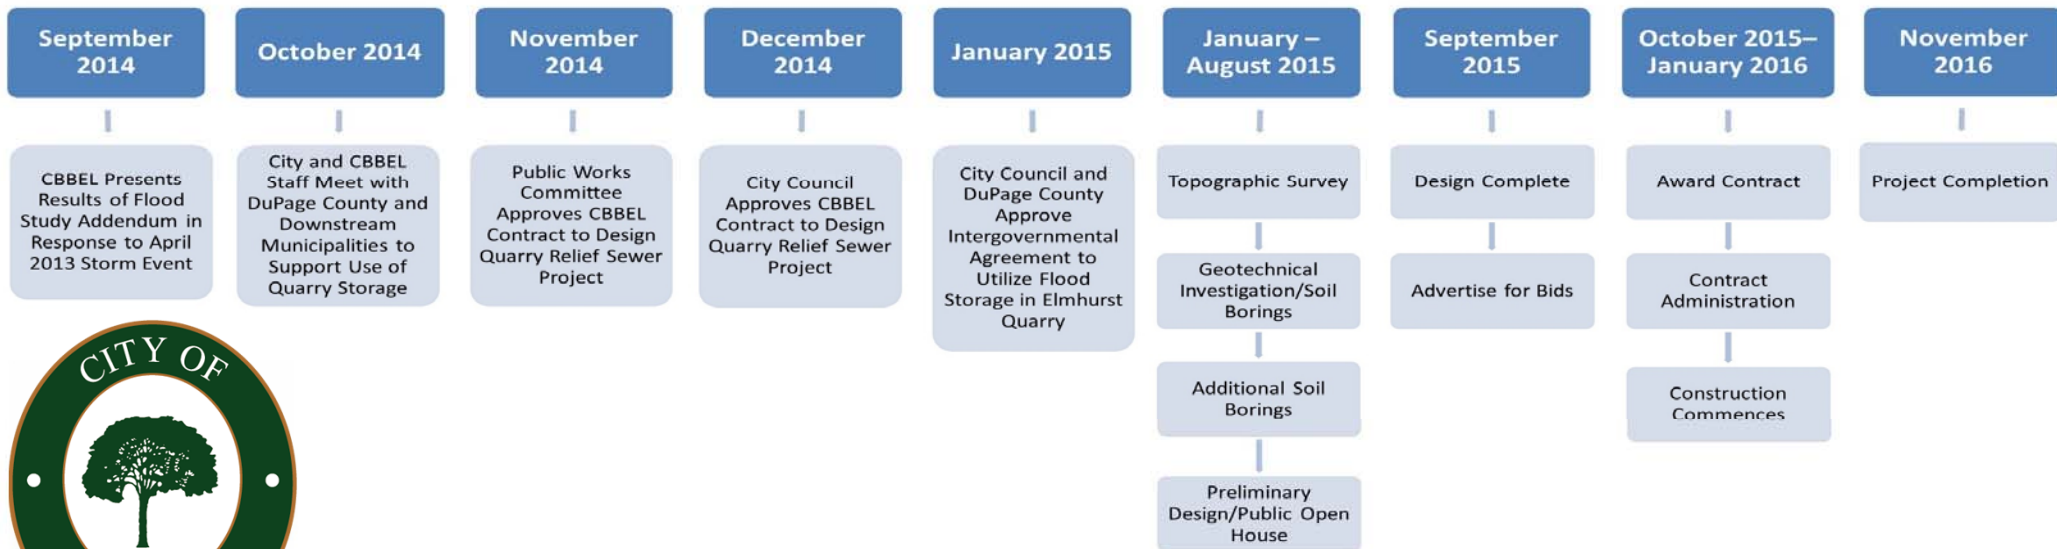 September
2014
October 2014
November
2014
December
2014
January 2015
January –
August 2015
September
2015
October 2015–
January 2016
November
2016
CBBEL Presents
Results of Flood
Study Addendum in
Response to April
2013 Storm Event
City and CBBEL
Staff Meet with
DuPage County and
Downstream
Municipalities to
Support Use of
Quarry Storage
Public Works
Committee
Approves CBBEL
Contract to Design
Quarry Relief Sewer
Project
City Council
Approves CBBEL
Contract to Design
Quarry Relief Sewer
Project
City Council and
DuPage County
Approve
Intergovernmental
Agreement to
Utilize Flood
Storage in Elmhurst
Quarry
Topographic Survey
Geotechnical
Investigation/Soil
Borings
Additional Soil
Borings
Preliminary
Design/Public Open
House
Design Complete
Advertise for Bids
Award Contract
Contract
Administration
Construction
Commences
Project Completion
CITY OF